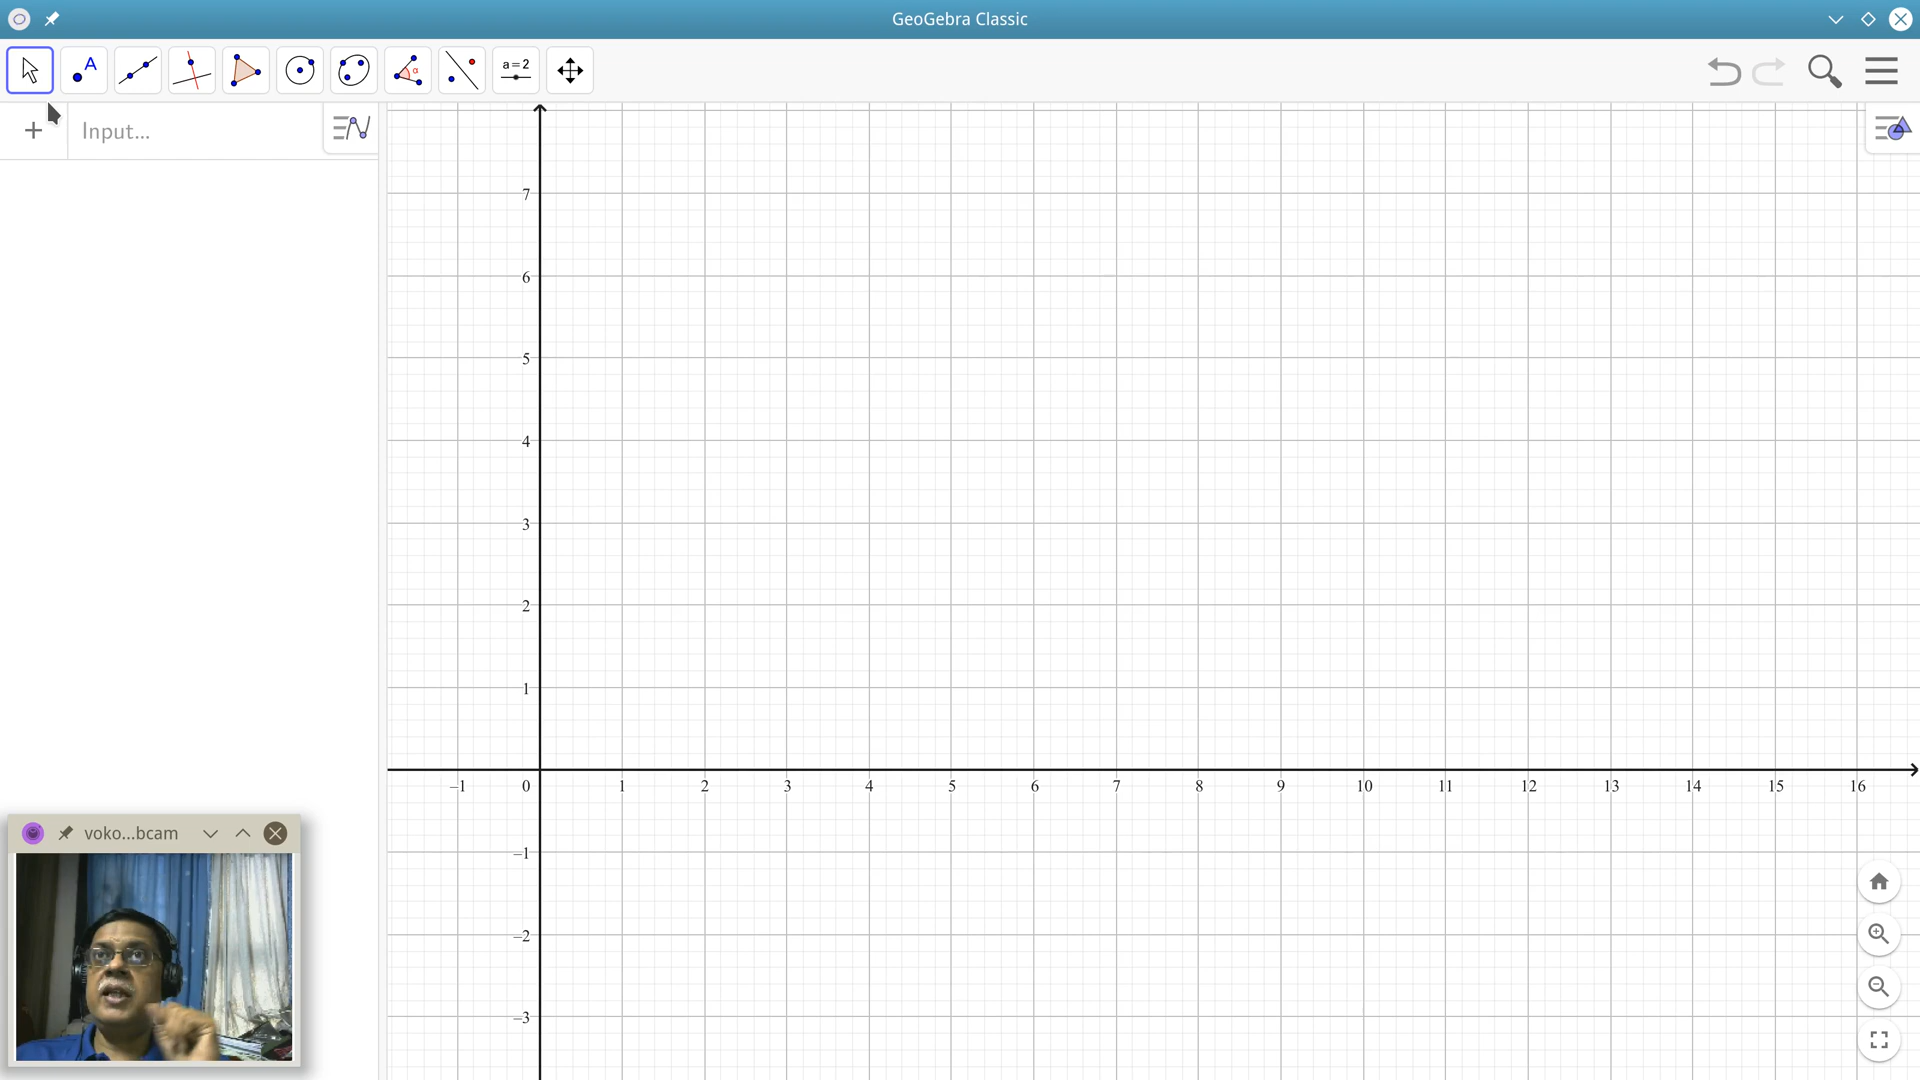 GeoGebra Classic
A
α
a=2
+ Input...
7
6
5
4
3
2
1
–1 0 1 2 3 4 5 6 7 8 9 10 11 12 13 14 15 16
–1
–2
–3
voko...bcam